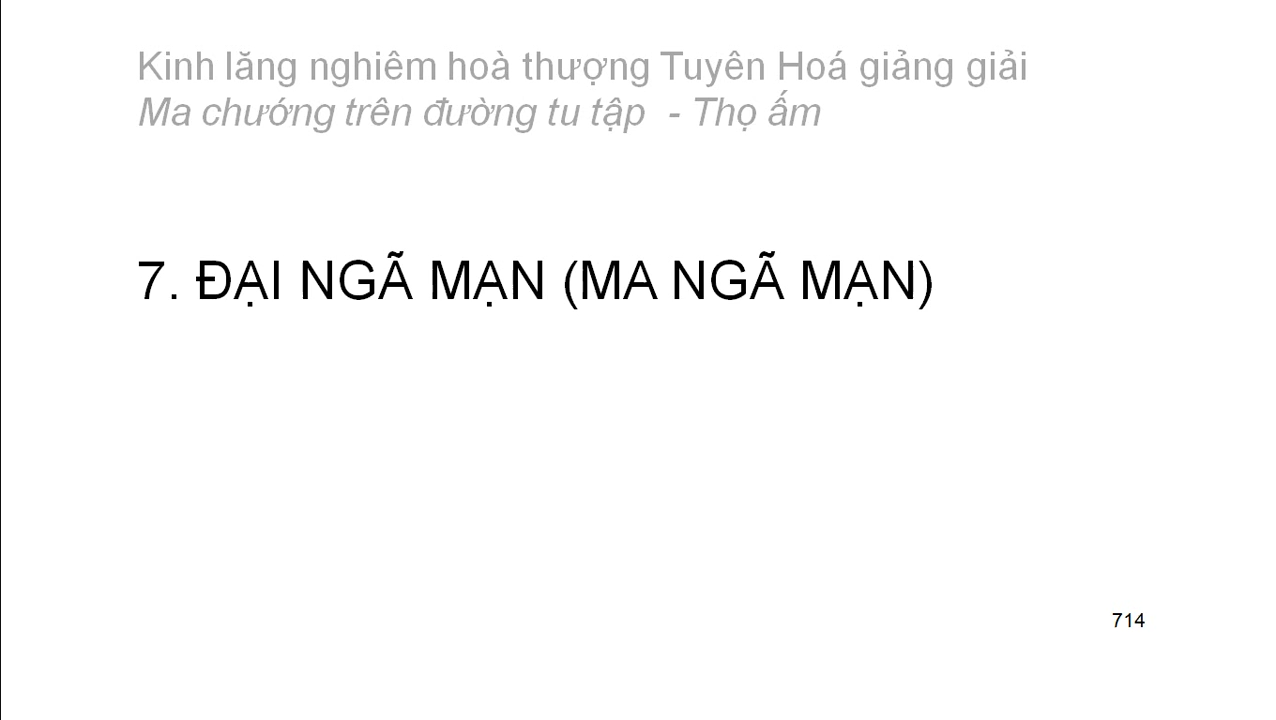 Kinh lăng nghiêm hoà thượng Tuyên Hoá giảng giải
Ma chướng trên đường tu tập - Thọ ấm
7. ĐẠI NGÃ MẠN (MA NGÃ MẠN)
714